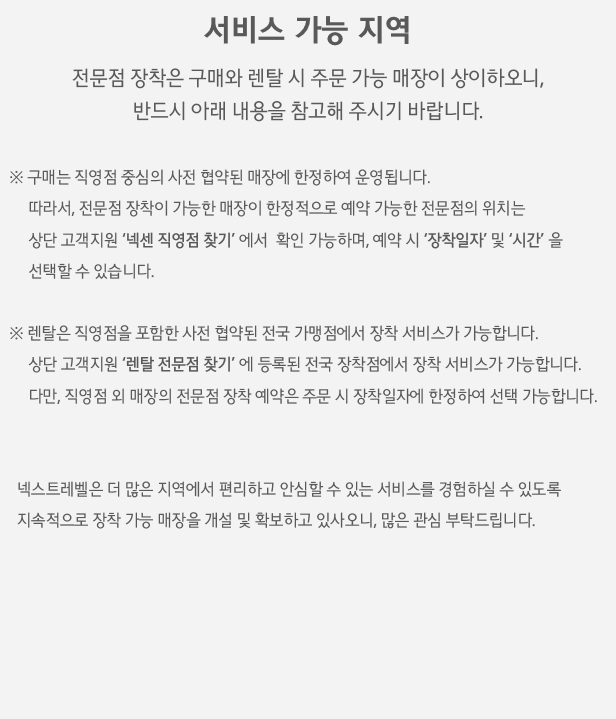 서비스 가능 지역
전문점 장착은 구매와 렌탈 시 주문 가능 매장이 상이하오니,
반드시 아래 내용을 참고해 주시기 바랍니다.
※ 구매는 직영점 중심의 사전 협약된 매장에 한정하여 운영됩니다.
따라서, 전문점 장착이 가능한 매장이 한정적으로 예약 가능한 전문점의 위치는
상단 고객지원 ‘넥센 직영점 찾기’ 에서 확인 가능하며, 예약 시 ‘장착일자’ 및 ‘시간’ 을
선택할 수 있습니다.
※ 렌탈은 직영점을 포함한 사전 협약된 전국 가맹점에서 장착 서비스가 가능합니다.
상단 고객지원 ‘렌탈 전문점 찾기’ 에 등록된 전국 장착점에서 장착 서비스가 가능합니다.
다만, 직영점 외 매장의 전문점 장착 예약은 주문 시 장착일자에 한정하여 선택 가능합니다.
넥스트레벨은 더 많은 지역에서 편리하고 안심할 수 있는 서비스를 경험하실 수 있도록
지속적으로 장착 가능 매장을 개설 및 확보하고 있사오니, 많은 관심 부탁드립니다.